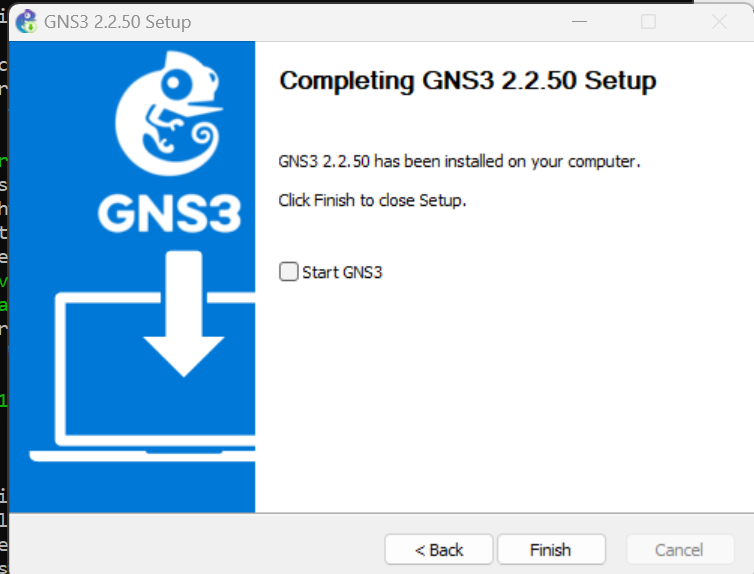 GNS3 2.2.50 Setup
Completing GNS3 2.2.50 Setup
GNS3 2.2.50 has been installed on your computer.
Click Finish to close Setup.
GNS3
Start GNS3
< Back
Finish
Cancel